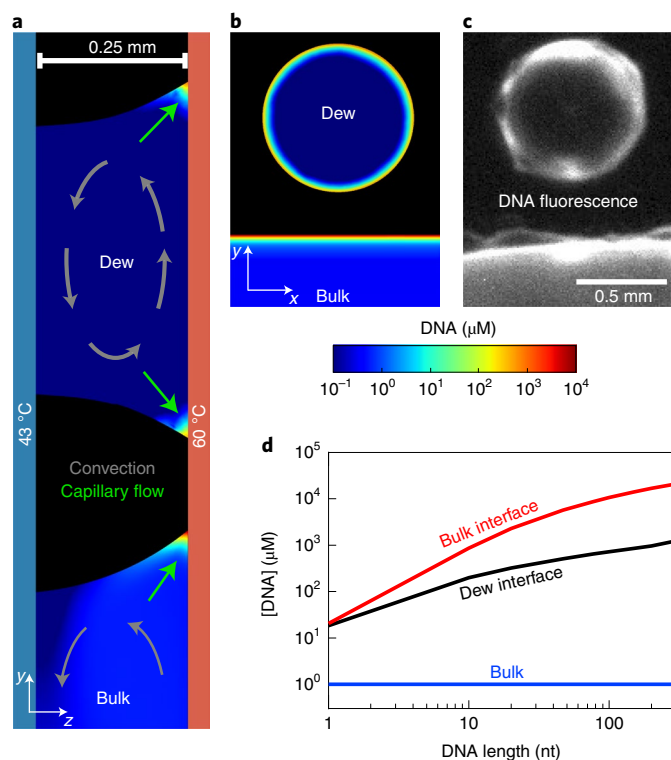 a
0.25 mm
Dew
43 °C
60 °C
Convection
Capillary flow
y
z
Bulk
b
Dew
y
x
Bulk
c
DNA fluorescence
0.5 mm
DNA (μM)
10⁻¹ 10⁰ 10¹ 10² 10³ 10⁴
d
[DNA] (μM)
10⁵
10⁴
10³
10²
10¹
10⁰
Bulk interface
Dew interface
Bulk
1 10 100
DNA length (nt)